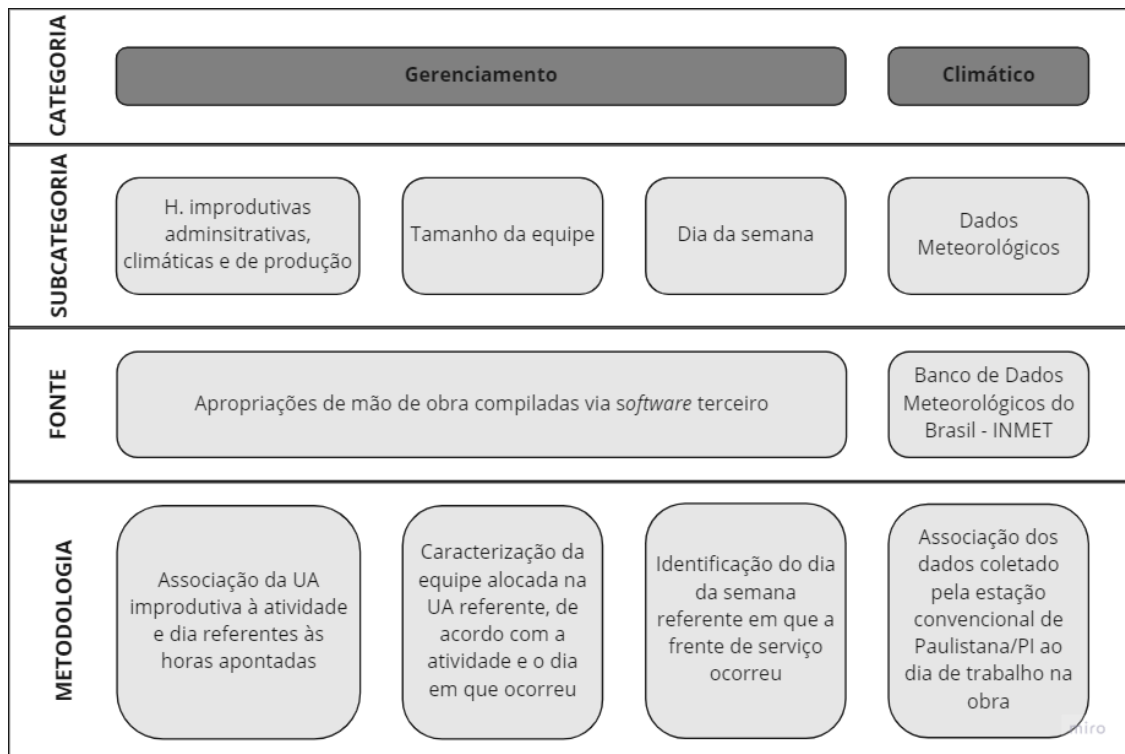 CATEGORIA
Gerenciamento
Climático
SUBCATEGORIA
H. improdutivas
adminsitrativas,
climáticas e de produção
Tamanho da equipe
Dia da semana
Dados
Meteorológicos
FONTE
Apropriações de mão de obra compiladas via software terceiro
Banco de Dados
Meteorológicos do
Brasil - INMET
METODOLOGIA
Associação da UA
improdutiva à atividade
e dia referentes às
horas apontadas
Caracterização da
equipe alocada na
UA referente, de
acordo com a
atividade e o dia
em que ocorreu
Identificação do dia
da semana
referente em que a
frente de serviço
ocorreu
Associação dos
dados coletado
pela estação
convencional de
Paulistana/PI ao
dia de trabalho na
obra
miro